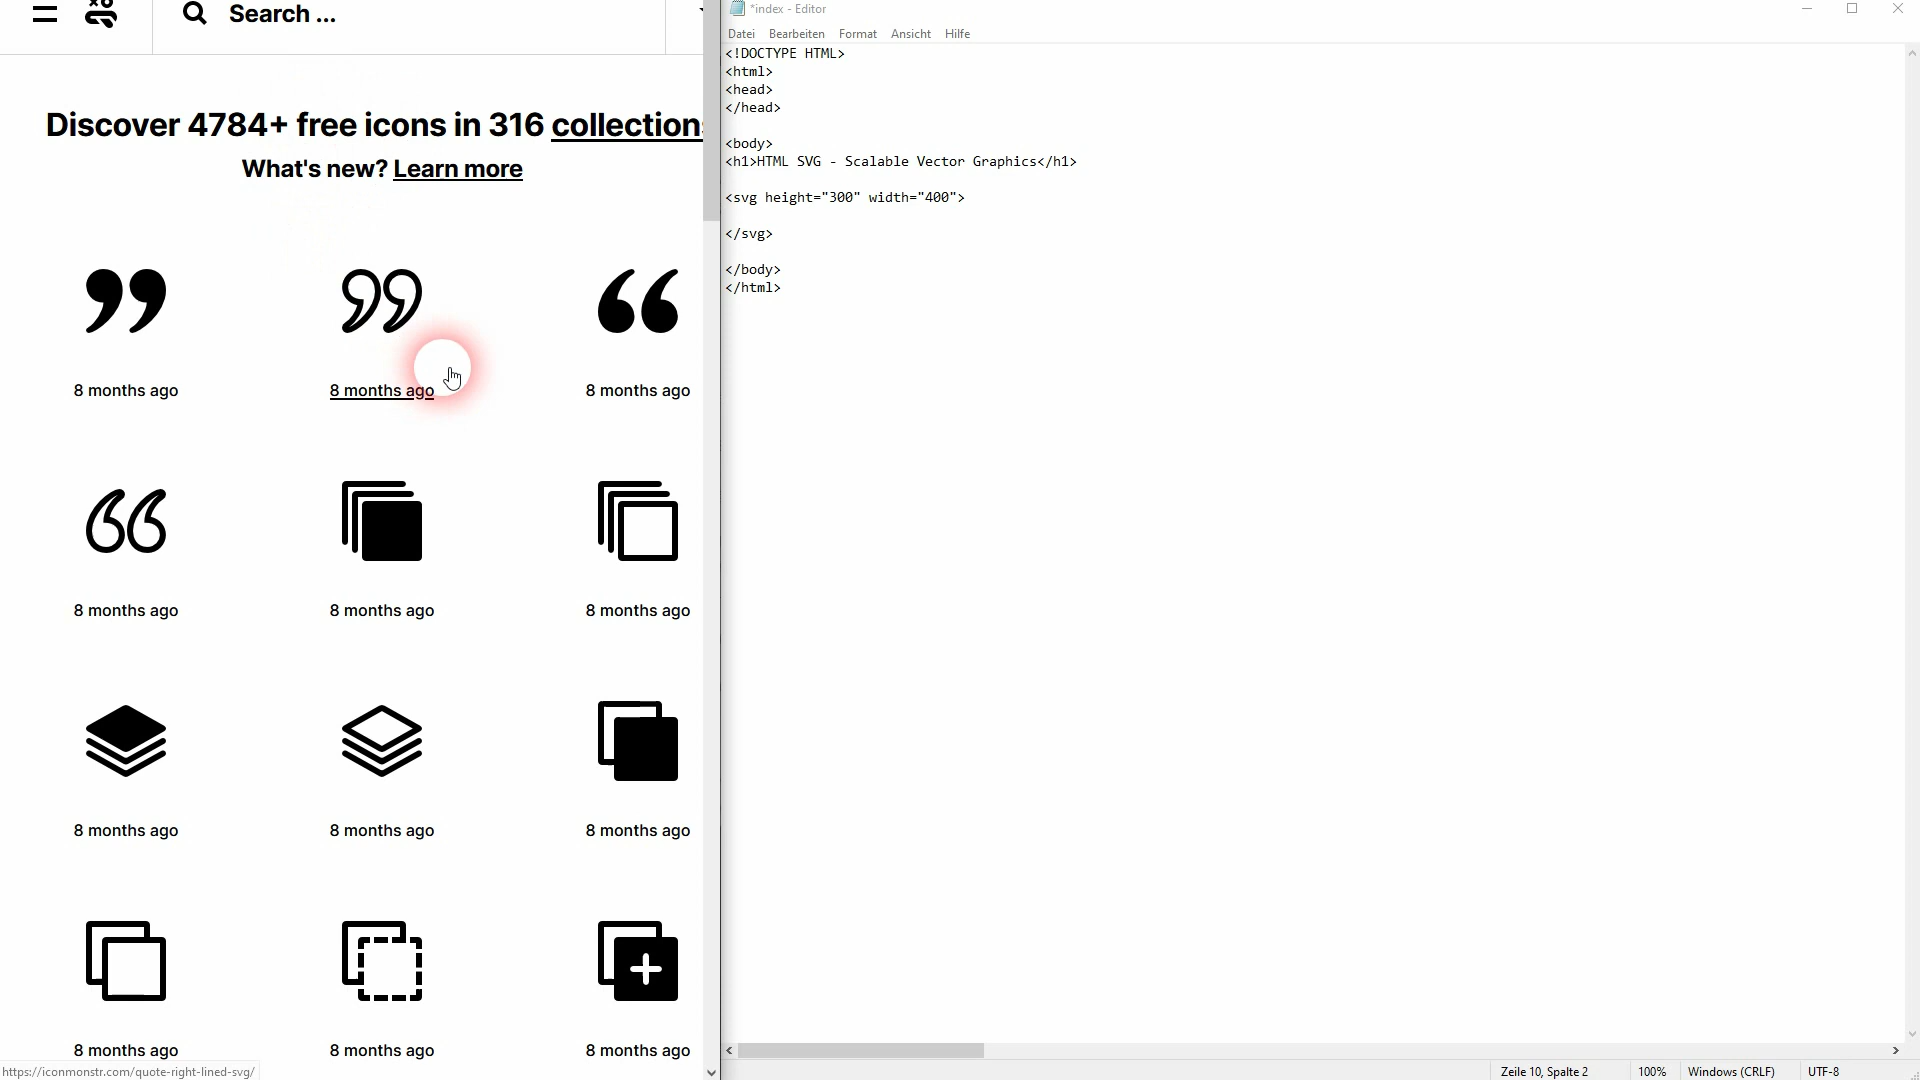 Search ...
Discover 4784+ free icons in 316 collection
What's new? Learn more
8 months ago
8 months ago
8 months ago
8 months ago
8 months ago
8 months ago
8 months ago
8 months ago
8 months ago
8 months ago
8 months ago
8 months ago
https://iconmonstr.com/quote-right-lined-svg/
*index - Editor
Datei Bearbeiten Format Ansicht Hilfe
<!DOCTYPE HTML>
<html>
<head>
</head>
<body>
<h1>HTML SVG - Scalable Vector Graphics</h1>
<svg height="300" width="400">
</svg>
</body>
</html>
Zeile 10, Spalte 2 100% Windows (CRLF) UTF-8